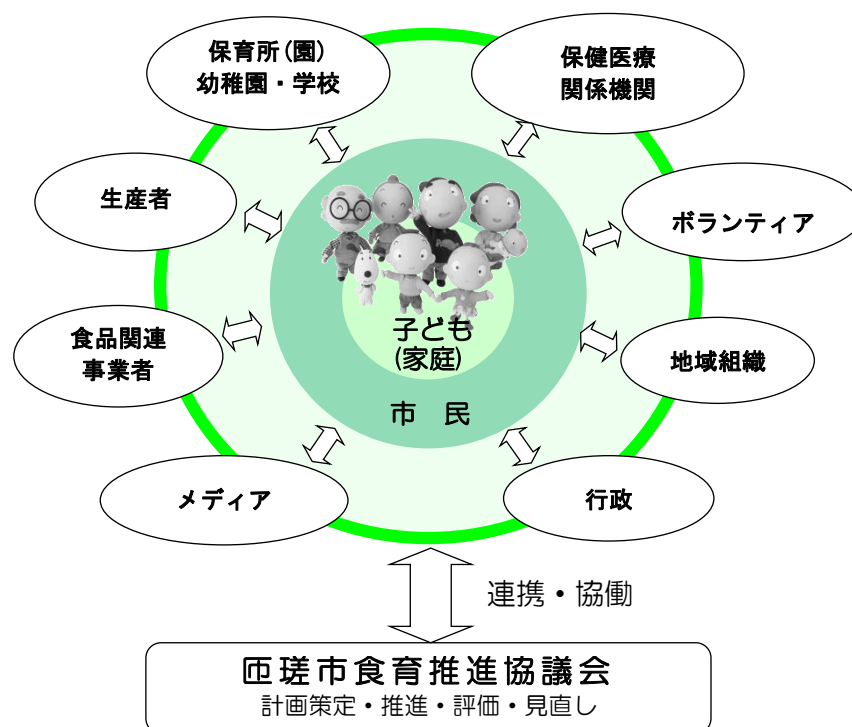 保育所(園)
幼稚園・学校
保健医療
関係機関
生産者
ボランティア
食品関連
事業者
地域組織
子ども
(家庭)
市　民
メディア
行政
連携・協働
匝瑳市食育推進協議会
計画策定・推進・評価・見直し